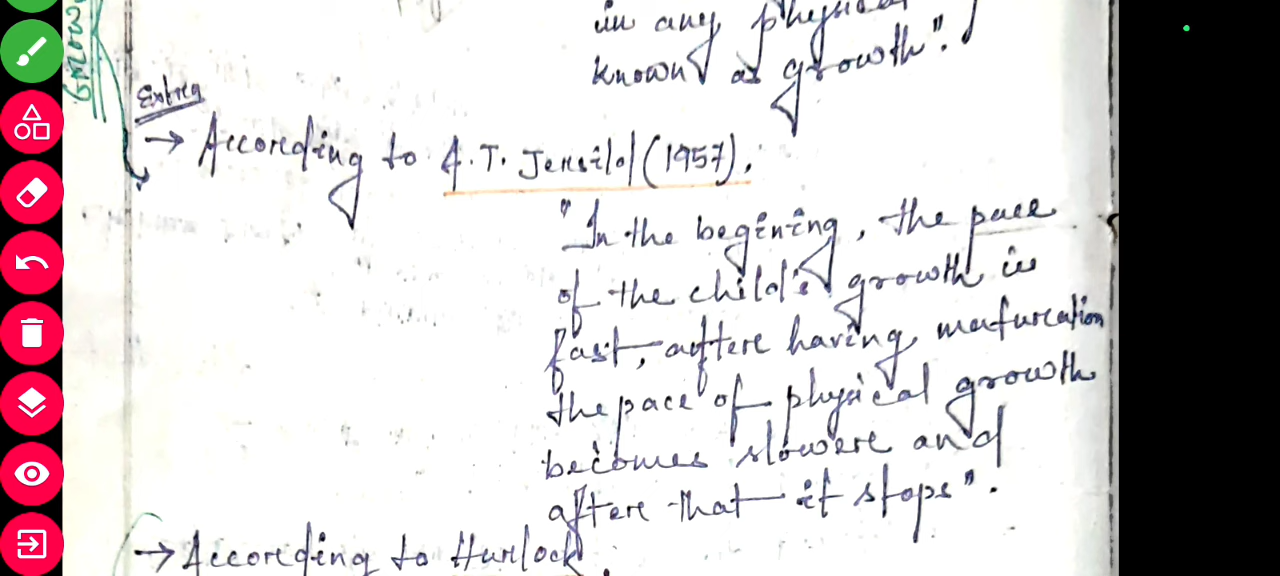 in any physical
known as growth".
Extra
→ According to A.T. Jersild (1957),
"In the begining, the pace
of the child's growth is
fast, aftere having maturation
the pace of physical growth
becomes slowere and
aftere that it stops".
→ According to Hurlock,